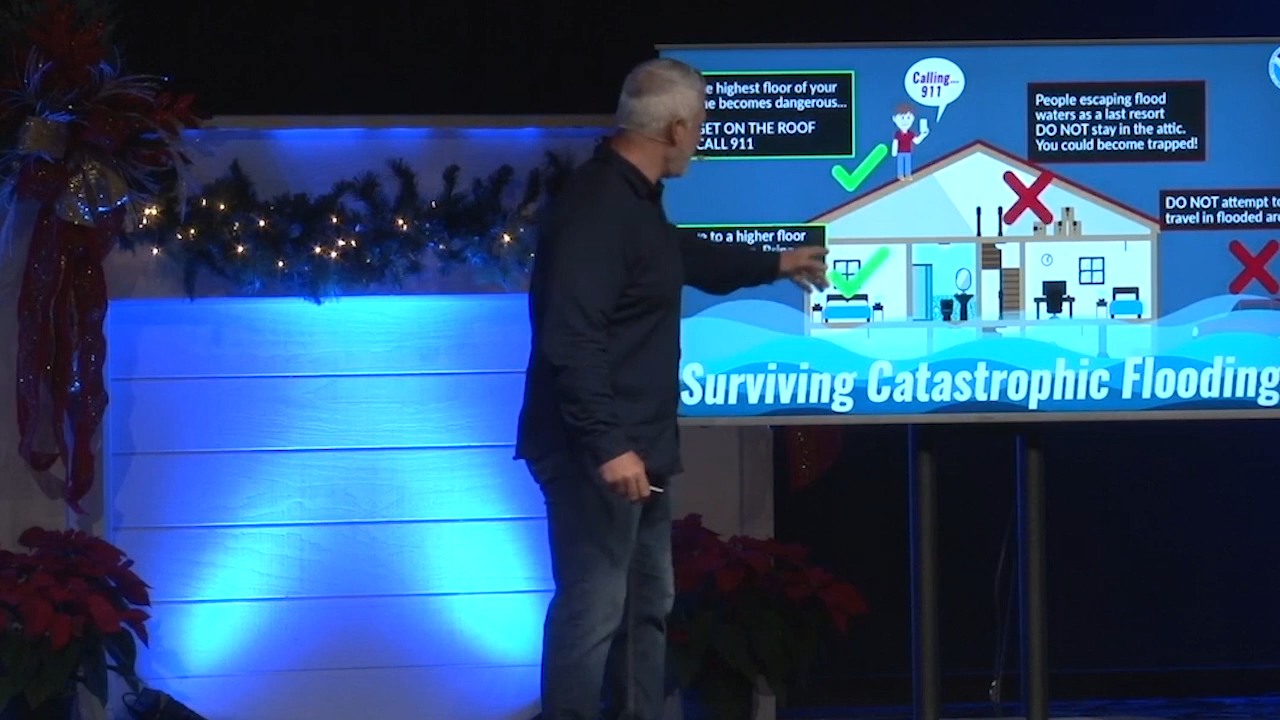 highest floor of your
becomes dangerous...
GET ON THE ROOF
CALL 911
Calling...
911
People escaping flood
waters as a last resort
DO NOT stay in the attic.
You could become trapped!
DO NOT attempt to
travel in flooded
to a higher floor
Surviving Catastrophic Flooding